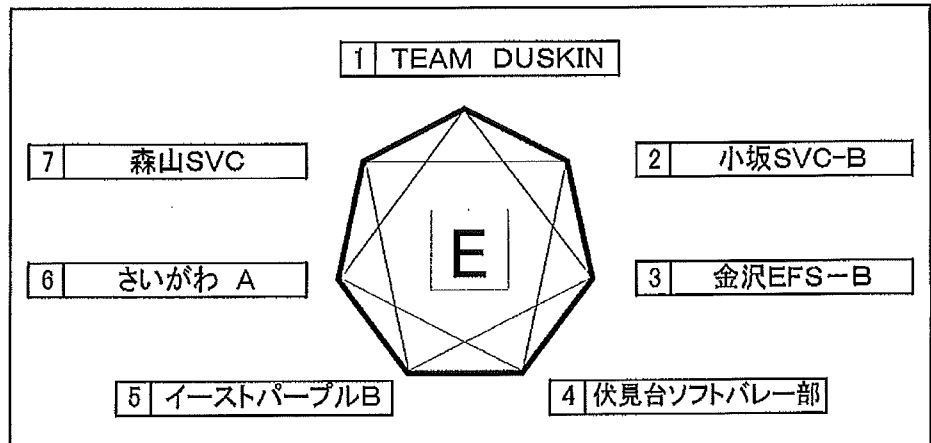 1 TEAM DUSKIN
7 森山SVC
2 小坂SVC-B
E
6 さいがわ A
3 金沢EFS-B
5 イーストパープルB
4 伏見台ソフトバレー部